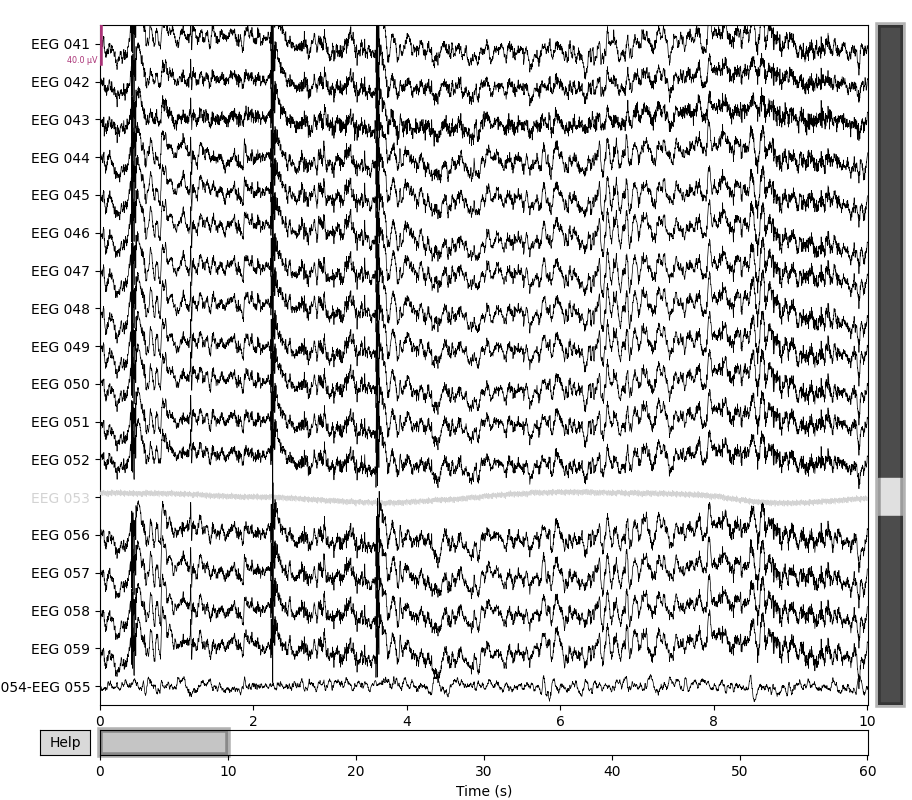 EEG 041
40.0 µV
EEG 042
EEG 043
EEG 044
EEG 045
EEG 046
EEG 047
EEG 048
EEG 049
EEG 050
EEG 051
EEG 052
EEG 053
EEG 056
EEG 057
EEG 058
EEG 059
054-EEG 055
0 2 4 6 8 10
Help
0 10 20 30 40 50 60
Time (s)